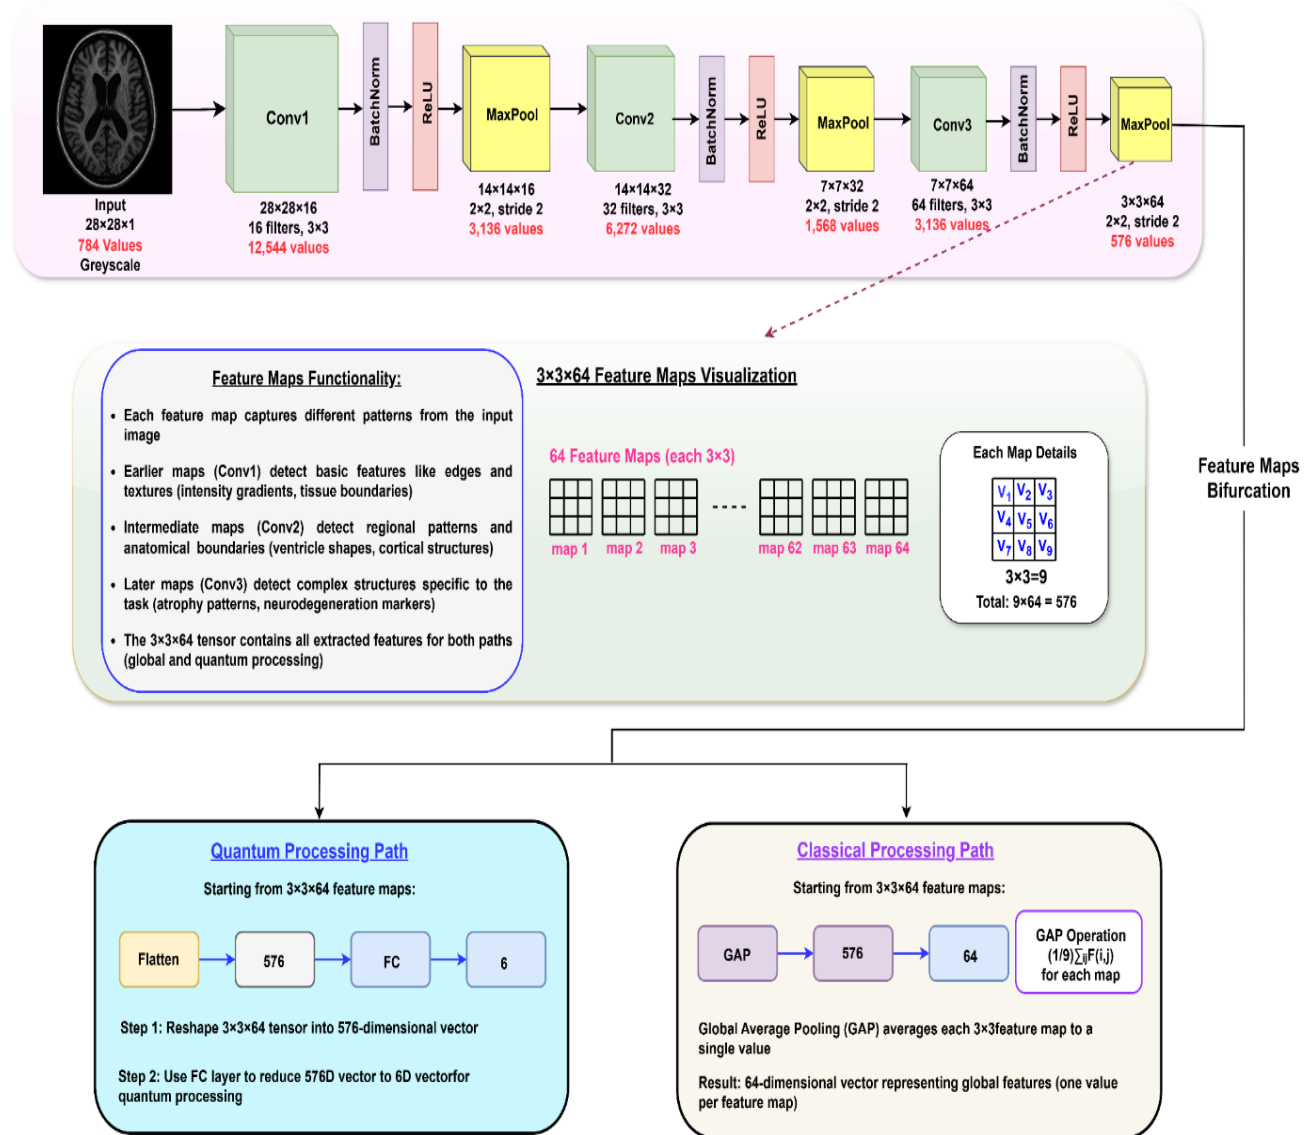 Input
28×28×1
784 Values
Greyscale
Conv1
28×28×16
16 filters, 3×3
12,544 values
BatchNorm
ReLU
MaxPool
14×14×16
2×2, stride 2
3,136 values
Conv2
14×14×32
32 filters, 3×3
6,272 values
BatchNorm
ReLU
MaxPool
7×7×32
2×2, stride 2
1,568 values
Conv3
7×7×64
64 filters, 3×3
3,136 values
BatchNorm
ReLU
MaxPool
3×3×64
2×2, stride 2
576 values
Feature Maps Functionality:
• Each feature map captures different patterns from the input
image
• Earlier maps (Conv1) detect basic features like edges and
textures (intensity gradients, tissue boundaries)
• Intermediate maps (Conv2) detect regional patterns and
anatomical boundaries (ventricle shapes, cortical structures)
• Later maps (Conv3) detect complex structures specific to the
task (atrophy patterns, neurodegeneration markers)
• The 3×3×64 tensor contains all extracted features for both paths
(global and quantum processing)
3×3×64 Feature Maps Visualization
64 Feature Maps (each 3×3)
map 1 map 2 map 3 map 62 map 63 map 64
Each Map Details
V1 V2 V3
V4 V5 V6
V7 V8 V9
3×3=9
Total: 9×64 = 576
Feature Maps
Bifurcation
Quantum Processing Path
Starting from 3×3×64 feature maps:
Flatten 576 FC 6
Step 1: Reshape 3×3×64 tensor into 576-dimensional vector
Step 2: Use FC layer to reduce 576D vector to 6D vectorfor
quantum processing
Classical Processing Path
Starting from 3×3×64 feature maps:
GAP 576 64
GAP Operation
(1/9)∑ijF(i,j)
for each map
Global Average Pooling (GAP) averages each 3×3feature map to a
single value
Result: 64-dimensional vector representing global features (one value
per feature map)